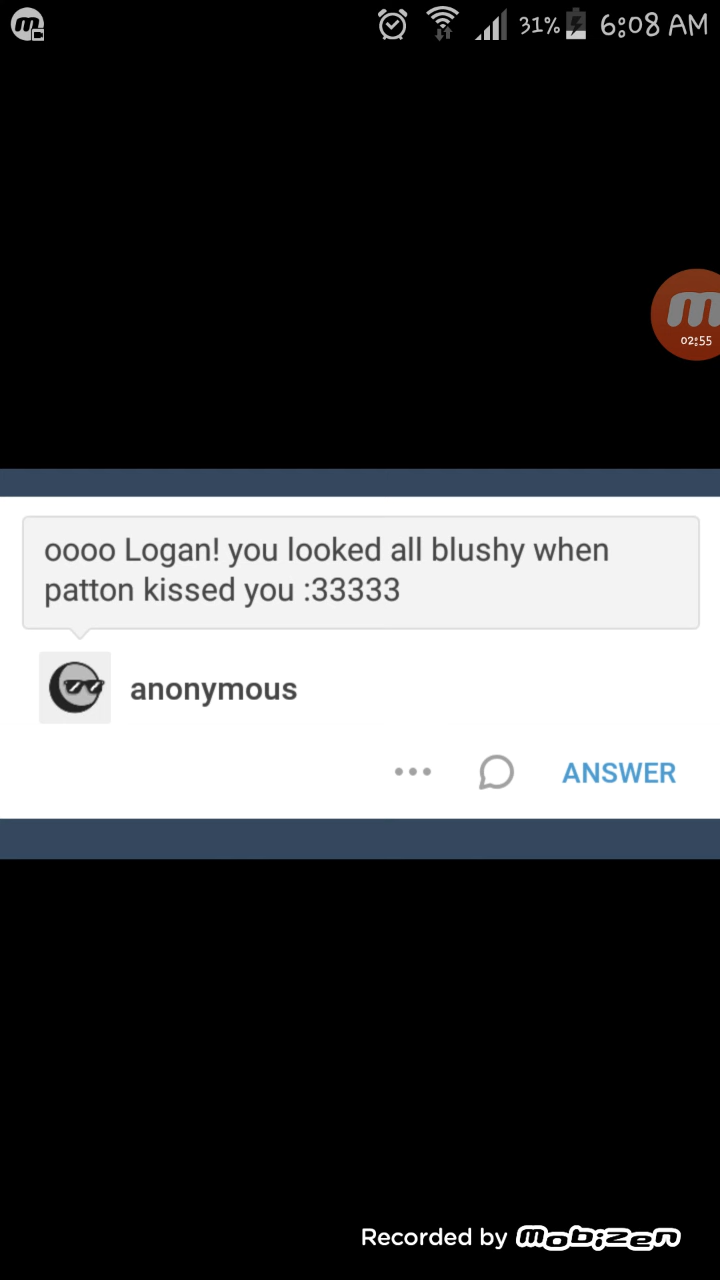 31% 6:08 AM
02:55
oooo Logan! you looked all blushy when
patton kissed you :33333
anonymous
ANSWER
Recorded by Mobizen